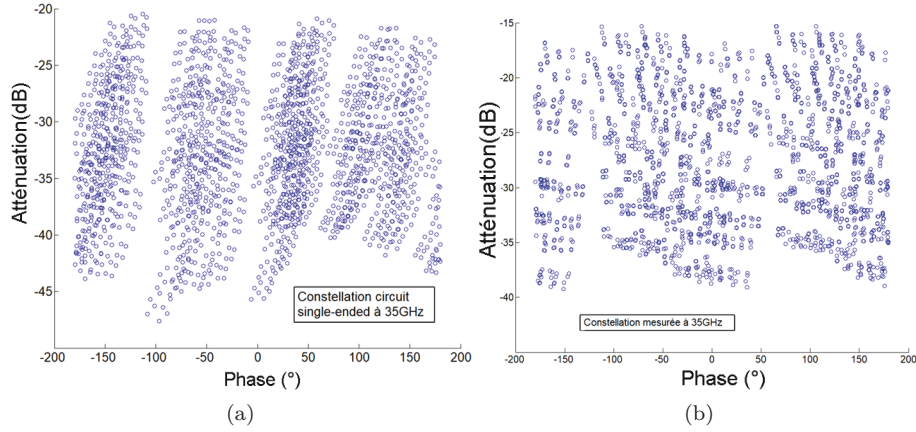 -20
-25
-30
-35
-40
-45
Atténuation(dB)
Constellation circuit
single-ended à 35GHz
-200 -150 -100 -50 0 50 100 150 200
Phase (°)
(a)
-15
-20
-25
-30
-35
-40
Atténuation(dB)
Constellation mesurée à 35GHz
-200 -150 -100 -50 0 50 100 150 200
Phase (°)
(b)